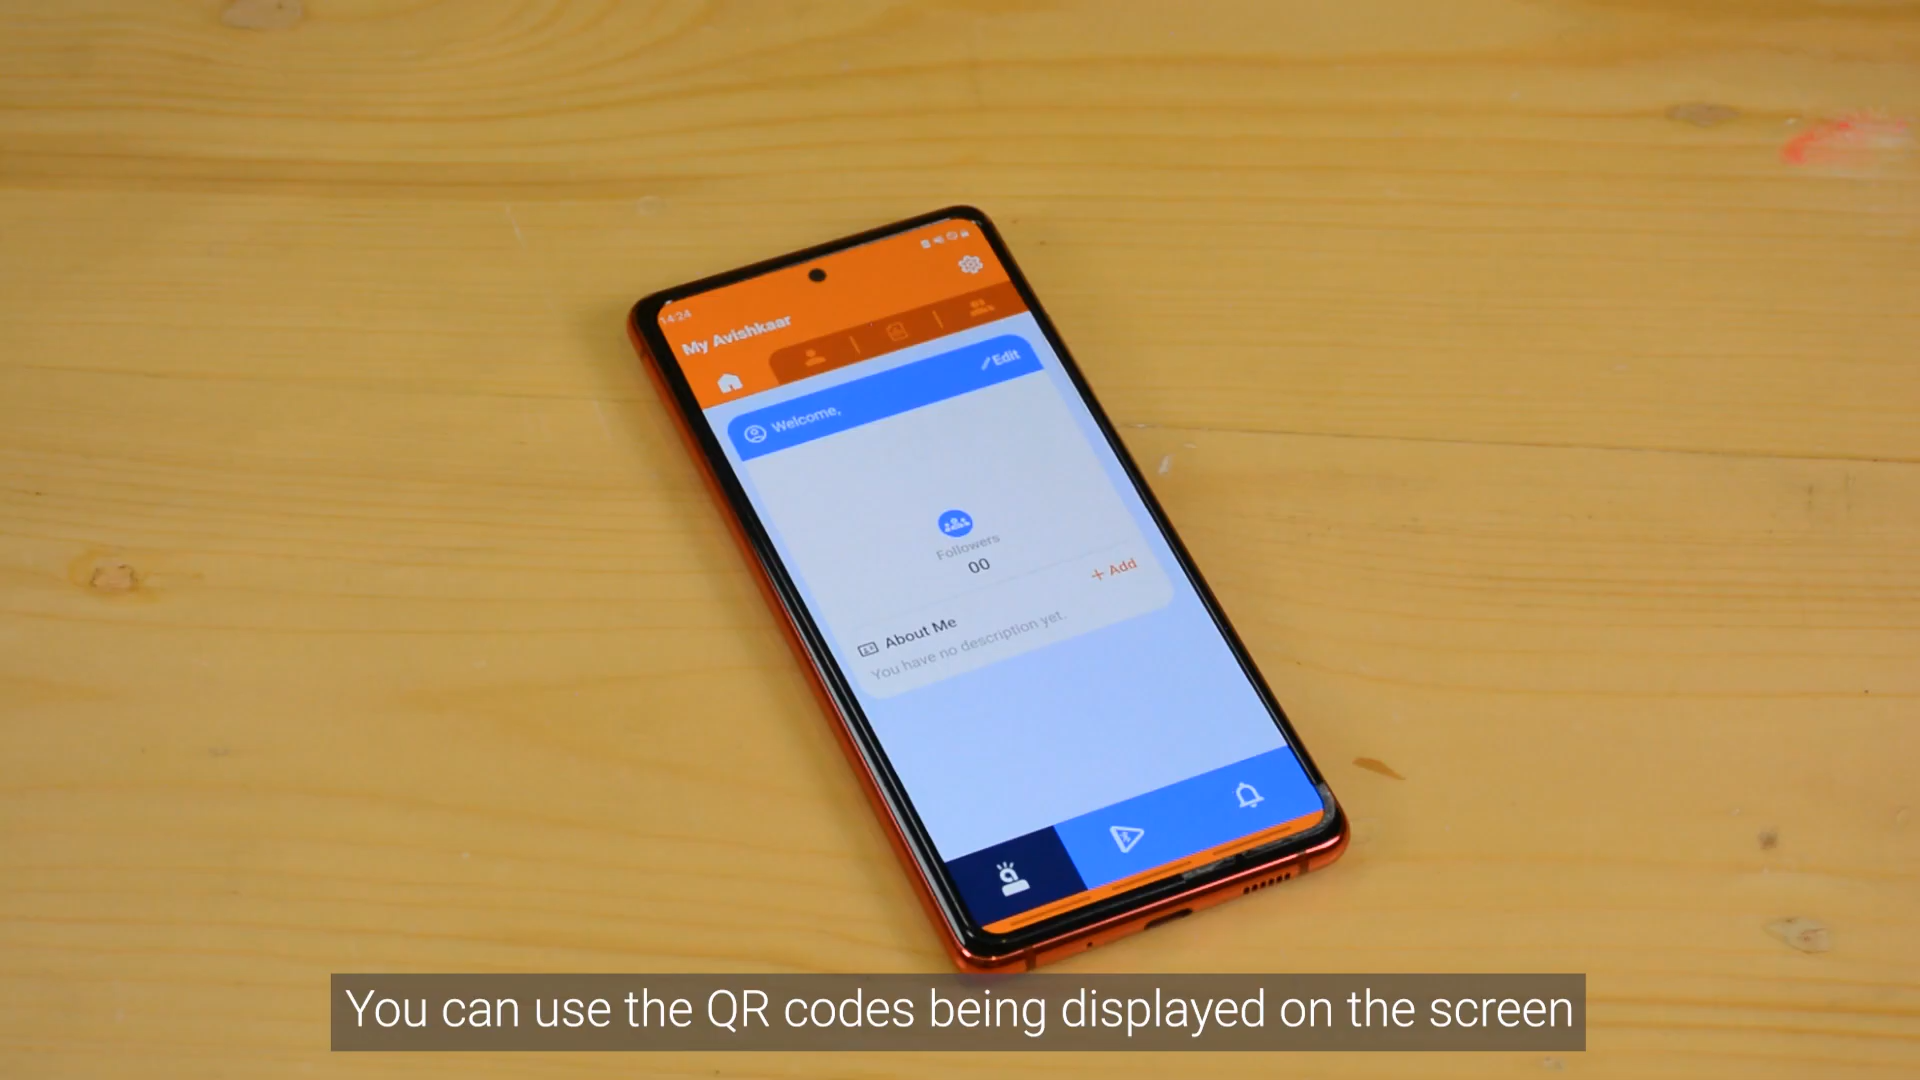 14:24
My Avishkaar
Edit
Welcome,
Followers
00
+ Add
About Me
You have no description yet.
You can use the QR codes being displayed on the screen